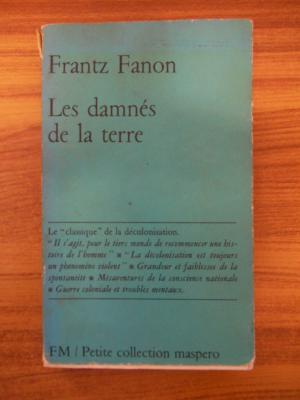 Frantz Fanon
Les damnés
de la terre
Le "classique" de la décolonisation.
"Il s'agit, pour le tiers monde de recommencer une his-
toire de l'homme" ■ "La décolonisation est toujours
un phénomène violent" ■ Grandeur et faiblesses de la
spontanéité ■ Mésaventures de la conscience nationale
■ Guerre coloniale et troubles mentaux.
FM / Petite collection maspero